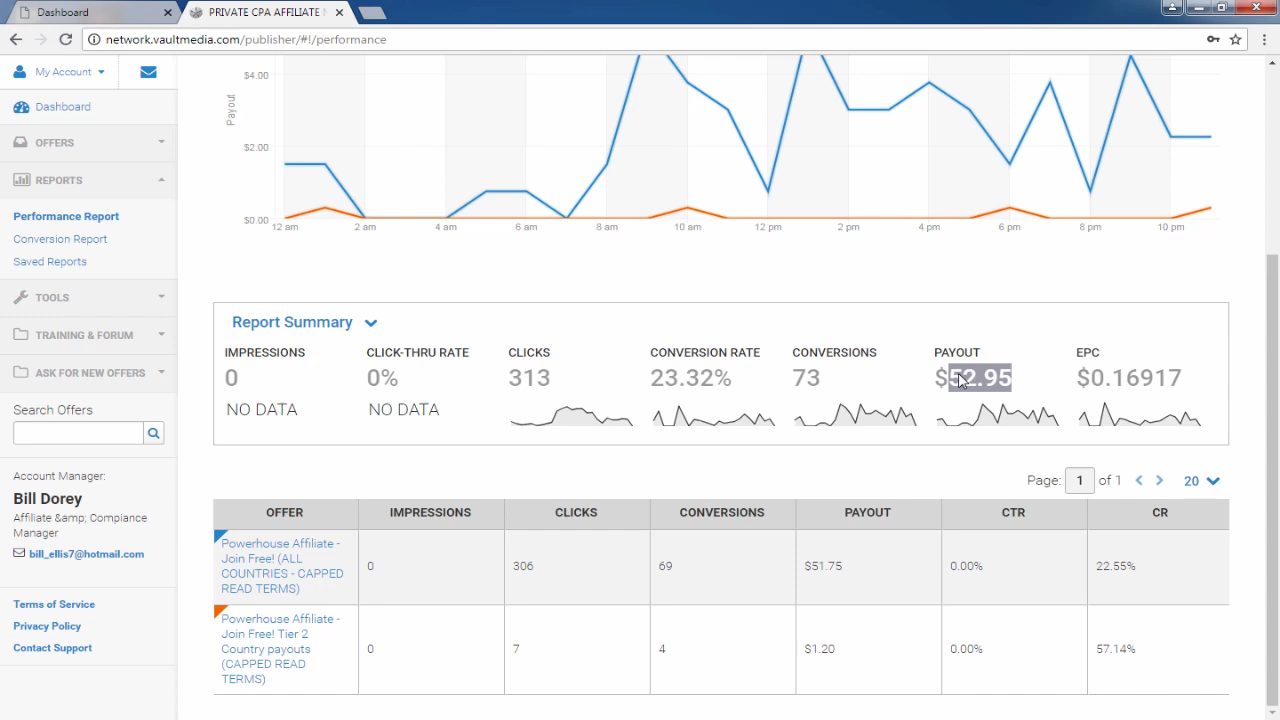 Dashboard
PRIVATE CPA AFFILIATE
network.vaultmedia.com/publisher/#!/performance
My Account
Dashboard
OFFERS
REPORTS
Performance Report
Conversion Report
Saved Reports
TOOLS
TRAINING & FORUM
ASK FOR NEW OFFERS
Search Offers
Account Manager:
Bill Dorey
Affiliate &amp; Compiance
Manager
bill_ellis7@hotmail.com
Terms of Service
Privacy Policy
Contact Support
Payout
$4.00
$2.00
$0.00
12 am 2 am 4 am 6 am 8 am 10 am 12 pm 2 pm 4 pm 6 pm 8 pm 10 pm
Report Summary
IMPRESSIONS CLICK-THRU RATE CLICKS CONVERSION RATE CONVERSIONS PAYOUT EPC
0 0% 313 23.32% 73 $52.95 $0.16917
NO DATA NO DATA
Page: 1 of 1 20
OFFER IMPRESSIONS CLICKS CONVERSIONS PAYOUT CTR CR
Powerhouse Affiliate -
Join Free! (ALL
COUNTRIES - CAPPED
READ TERMS)
0 306 69 $51.75 0.00% 22.55%
Powerhouse Affiliate -
Join Free! Tier 2
Country payouts
(CAPPED READ
TERMS)
0 7 4 $1.20 0.00% 57.14%